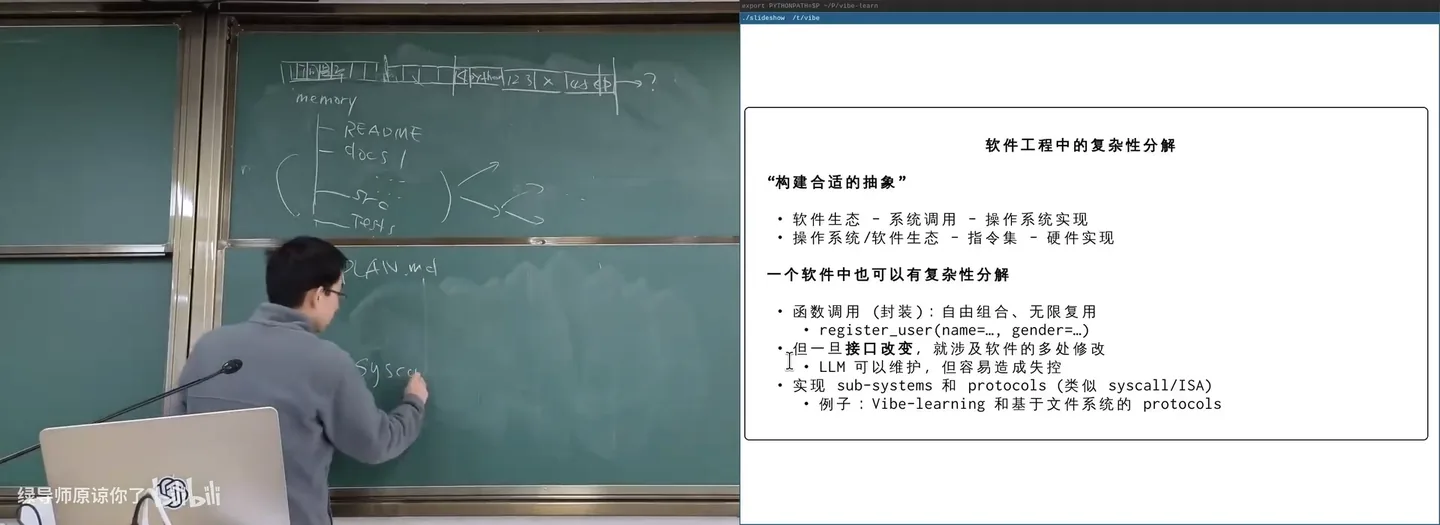 memory
README
docs /
src
Tests
PLAN.md
sysca
绿导师原谅你了
bilibili
export PYTHONPATH=$P ~/P/vibe-learn
./slideshow /t/vibe
软件工程中的复杂性分解
“构建合适的抽象”
• 软件生态 - 系统调用 - 操作系统实现
• 操作系统/软件生态 - 指令集 - 硬件实现
一个软件中也可以有复杂性分解
• 函数调用 (封装): 自由组合、无限复用
• register_user(name=…, gender=…)
• 但一旦接口改变, 就涉及软件的多处修改
• LLM 可以维护, 但容易造成失控
• 实现 sub-systems 和 protocols (类似 syscall/ISA)
• 例子: Vibe-learning 和基于文件系统的 protocols